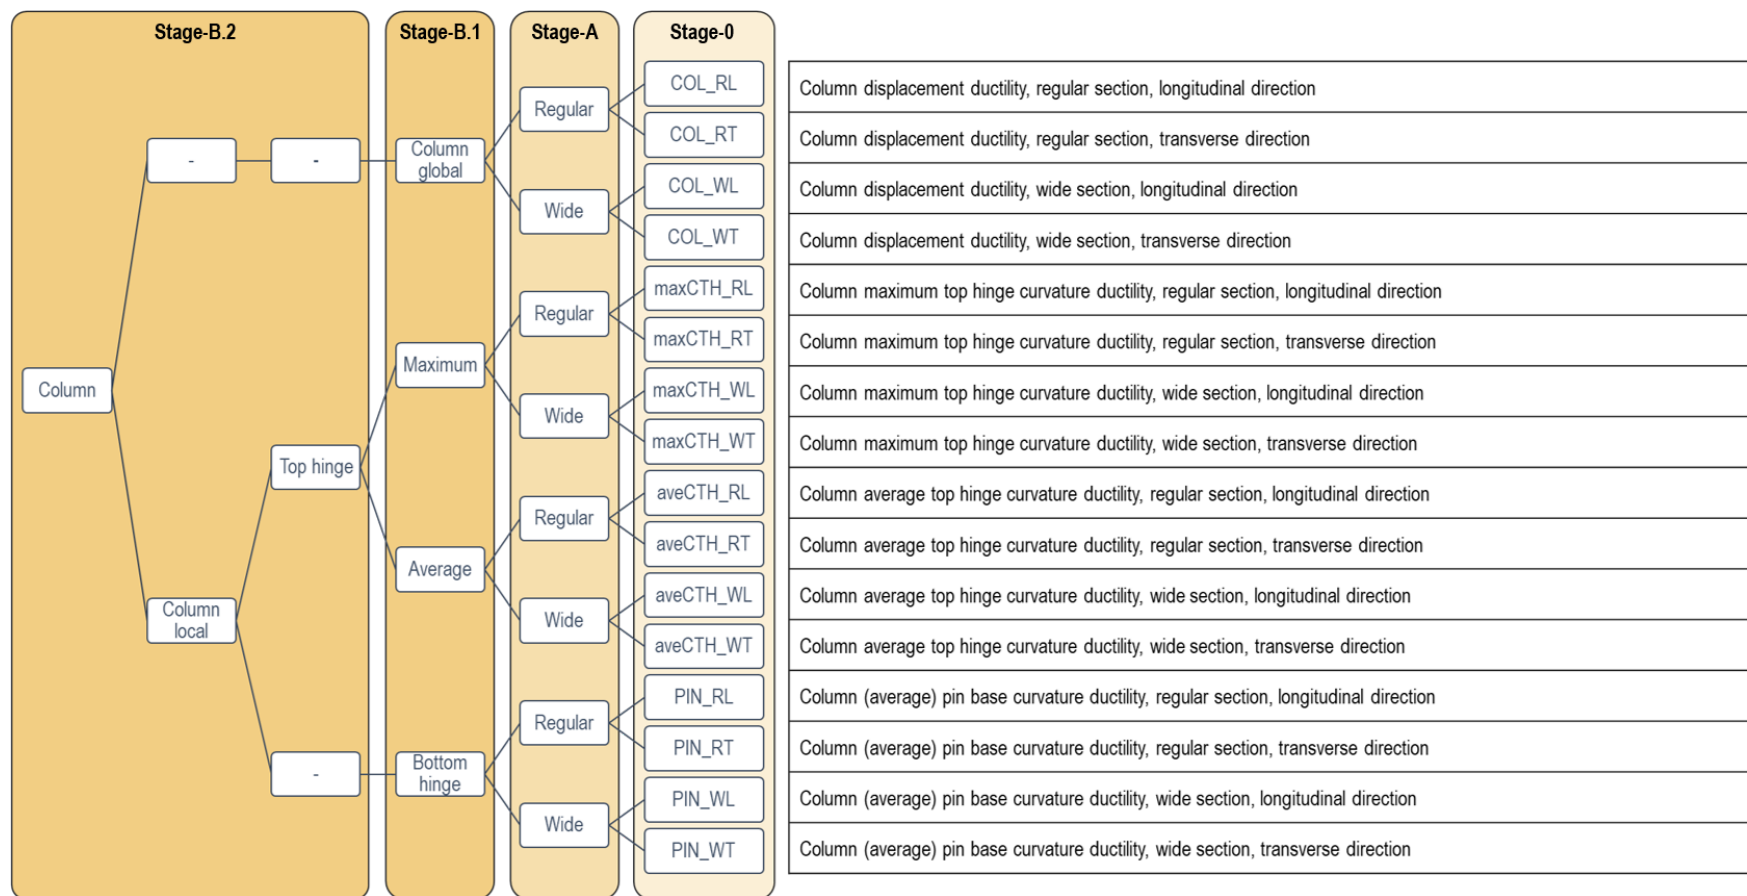 Stage-B.2
Stage-B.1
Stage-A
Stage-0
Column
-
-
Column
local
Top hinge
-
Column
global
Maximum
Average
Bottom
hinge
Regular
Wide
Regular
Wide
Regular
Wide
Regular
Wide
COL_RL
Column displacement ductility, regular section, longitudinal direction
COL_RT
Column displacement ductility, regular section, transverse direction
COL_WL
Column displacement ductility, wide section, longitudinal direction
COL_WT
Column displacement ductility, wide section, transverse direction
maxCTH_RL
Column maximum top hinge curvature ductility, regular section, longitudinal direction
maxCTH_RT
Column maximum top hinge curvature ductility, regular section, transverse direction
maxCTH_WL
Column maximum top hinge curvature ductility, wide section, longitudinal direction
maxCTH_WT
Column maximum top hinge curvature ductility, wide section, transverse direction
aveCTH_RL
Column average top hinge curvature ductility, regular section, longitudinal direction
aveCTH_RT
Column average top hinge curvature ductility, regular section, transverse direction
aveCTH_WL
Column average top hinge curvature ductility, wide section, longitudinal direction
aveCTH_WT
Column average top hinge curvature ductility, wide section, transverse direction
PIN_RL
Column (average) pin base curvature ductility, regular section, longitudinal direction
PIN_RT
Column (average) pin base curvature ductility, regular section, transverse direction
PIN_WL
Column (average) pin base curvature ductility, wide section, longitudinal direction
PIN_WT
Column (average) pin base curvature ductility, wide section, transverse direction